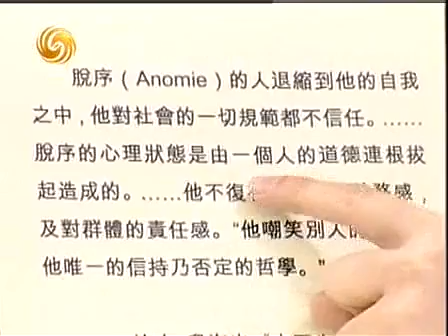 脫序（Anomie）的人退縮到他的自我
之中，他對社會的一切規範都不信任。……
脫序的心理狀態是由一個人的道德連根拔
起造成的。……他不復 務感，
及對群體的責任感。“他嘲笑別人的
他唯一的信持乃否定的哲學。”